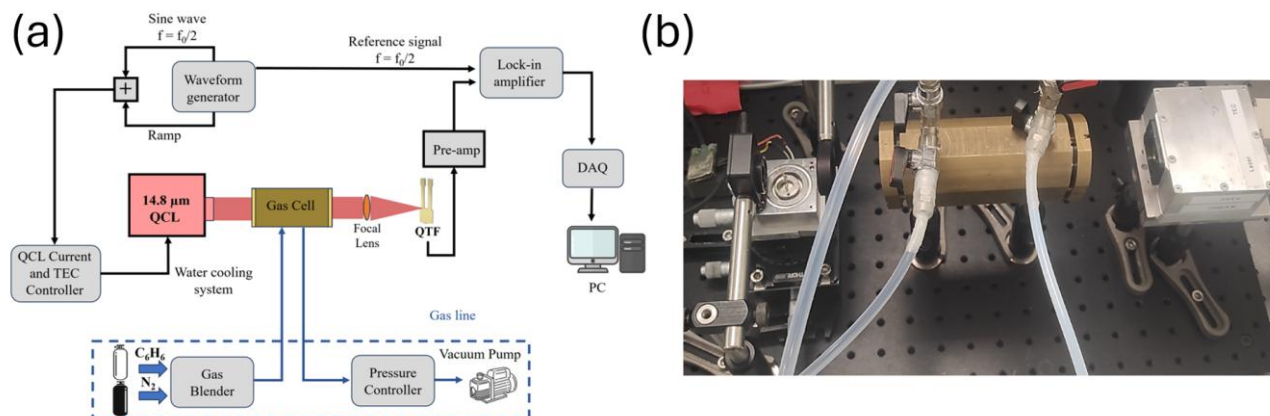 (a)
Sine wave
f = f₀/2
Waveform
generator
+
Ramp
Reference signal
f = f₀/2
Lock-in
amplifier
Pre-amp
DAQ
PC
14.8 µm
QCL
Gas Cell
Focal
Lens
QTF
QCL Current
and TEC
Controller
Water cooling
system
Gas line
C₆H₆
N₂
Gas
Blender
Pressure
Controller
Vacuum Pump
(b)
TEC
Laser